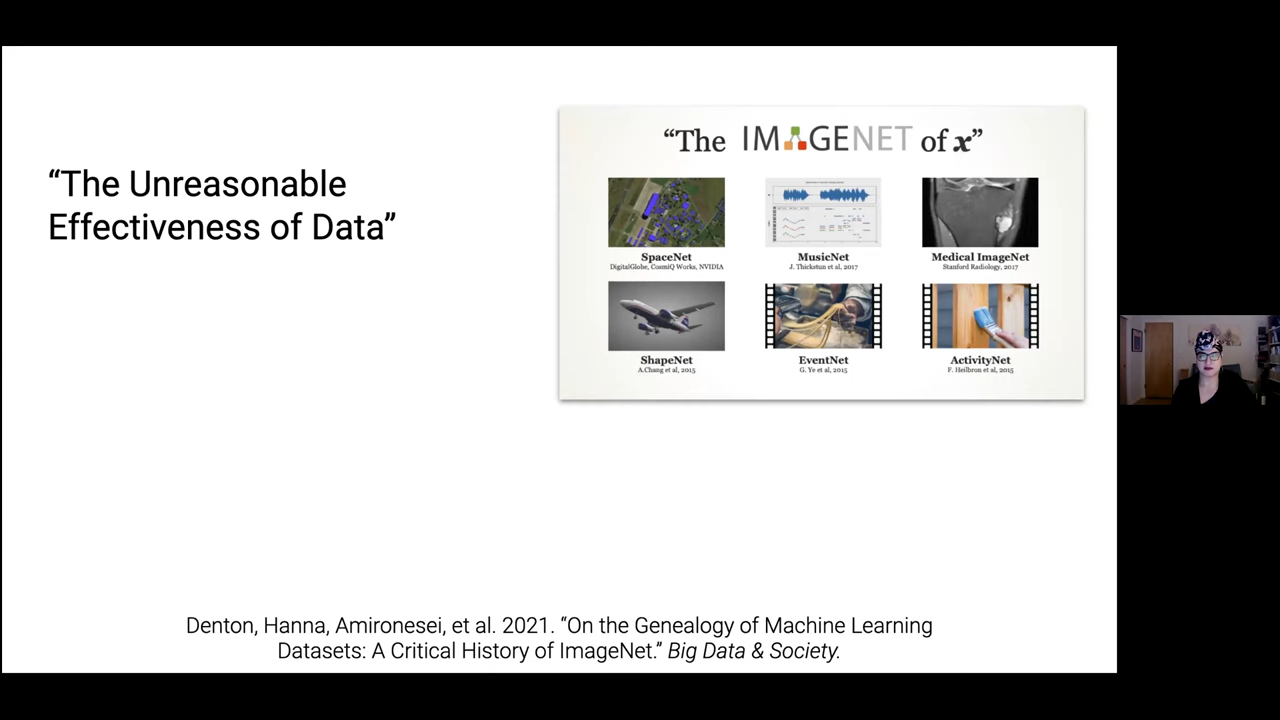 “The Unreasonable
Effectiveness of Data”
“The IMAGENET of x”
SpaceNet
DigitalGlobe, CosmiQ Works, NVIDIA
MusicNet
J. Thickstun et al, 2017
Medical ImageNet
Stanford Radiology, 2017
ShapeNet
A.Chang et al, 2015
EventNet
G. Ye et al, 2015
ActivityNet
F. Heilbron et al, 2015
Denton, Hanna, Amironesei, et al. 2021. “On the Genealogy of Machine Learning
Datasets: A Critical History of ImageNet.” Big Data & Society.